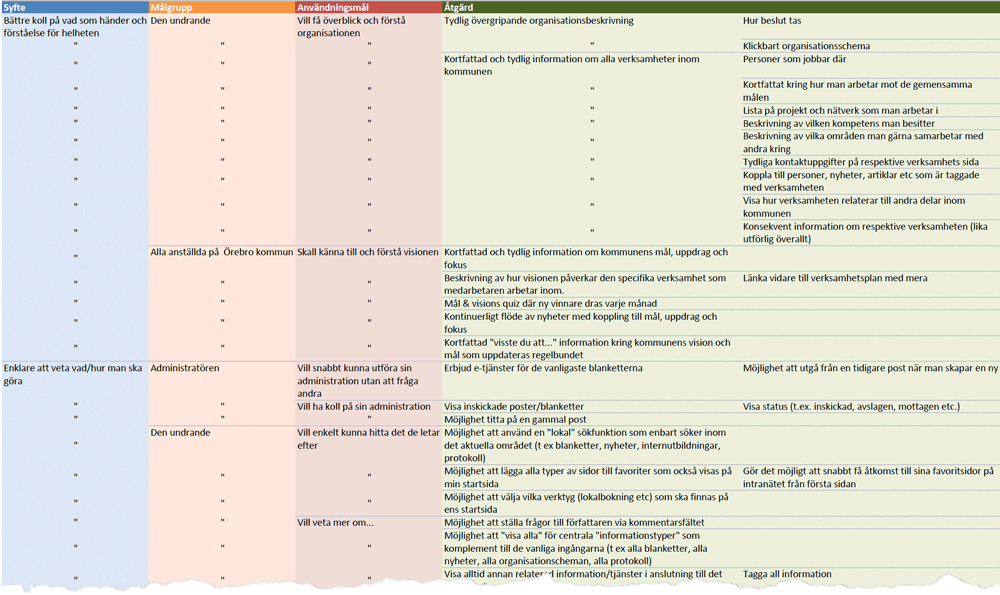 Syfte Målgrupp Användningsmål Åtgärd
Bättre koll på vad som händer och Den undrande Vill få överblick och förstå Tydlig övergripande organisationsbeskrivning Hur beslut tas
förståelse för helheten organisationen
" " " " Klickbart organisationsschema
" " " Kortfattad och tydlig information om alla verksamheter inom Personer som jobbar där
kommunen
" " " " Kortfattat kring hur man arbetar mot de gemensamma
målen
" " " " Lista på projekt och nätverk som man arbetar i
" " " " Beskrivning av vilken kompetens man besitter
" " " " Beskrivning av vilka områden man gärna samarbetar med
andra kring
" " " " Tydliga kontaktuppgifter på respektive verksamhets sida
" " " " Koppla till personer, nyheter, artiklar etc som är taggade
med verksamheten
" " " " Visa hur verksamheten relaterar till andra delar inom
kommunen
" " " " Konsekvent information om respektive verksamheten (lika
utförlig överallt)
" Alla anställda på Örebro kommun Skall känna till och förstå visionen Kortfattad och tydlig information om kommunens mål, uppdrag och
fokus
" " " Beskrivning av hur visionen påverkar den specifika verksamhet som Länka vidare till verksamhetsplan med mera
medarbetaren arbetar inom.
" " " Mål & visions quiz där ny vinnare dras varje månad
" " " Kontinuerligt flöde av nyheter med koppling till mål, uppdrag och
fokus
" " " Kortfattad "visste du att..." information kring kommunens vision och
mål som uppdateras regelbundet
Enklare att veta vad/hur man ska Administratören Vill snabbt kunna utföra sin Erbjud e-tjänster för de vanligaste blanketterna Möjlighet att utgå från en tidigare post när man skapar en ny
göra administration utan att fråga
andra
" " Vill ha koll på sin administration Visa inskickade poster/blanketter Visa status (t.ex. inskickad, avslagen, mottagen etc.)
" " " Möjlighet titta på en gammal post
" Den undrande Vill enkelt kunna hitta det de letar Möjlighet att använd en "lokal" sökfunktion som enbart söker inom
efter det aktuella området (t ex blanketter, nyheter, internutbildningar,
protokoll)
" " " Möjlighet att lägga alla typer av sidor till favoriter som också visas på Gör det möjligt att snabbt få åtkomst till sina favoritsidor på
min startsida intranätet från första sidan
" " " Möjlighet att välja vilka verktyg (lokalbokning etc) som ska finnas på
ens startsida
" " Vill veta mer om... Möjlighet att ställa frågor till författaren via kommentarsfältet
" " " Möjlighet att "visa alla" för centrala "informationstyper" som
komplement till de vanliga ingångarna (t ex alla blanketter, alla
nyheter, alla organisationscheman, alla protokoll)
" " " Visa alltid annan relaterad information/tjänster i anslutning till det Tagga all information